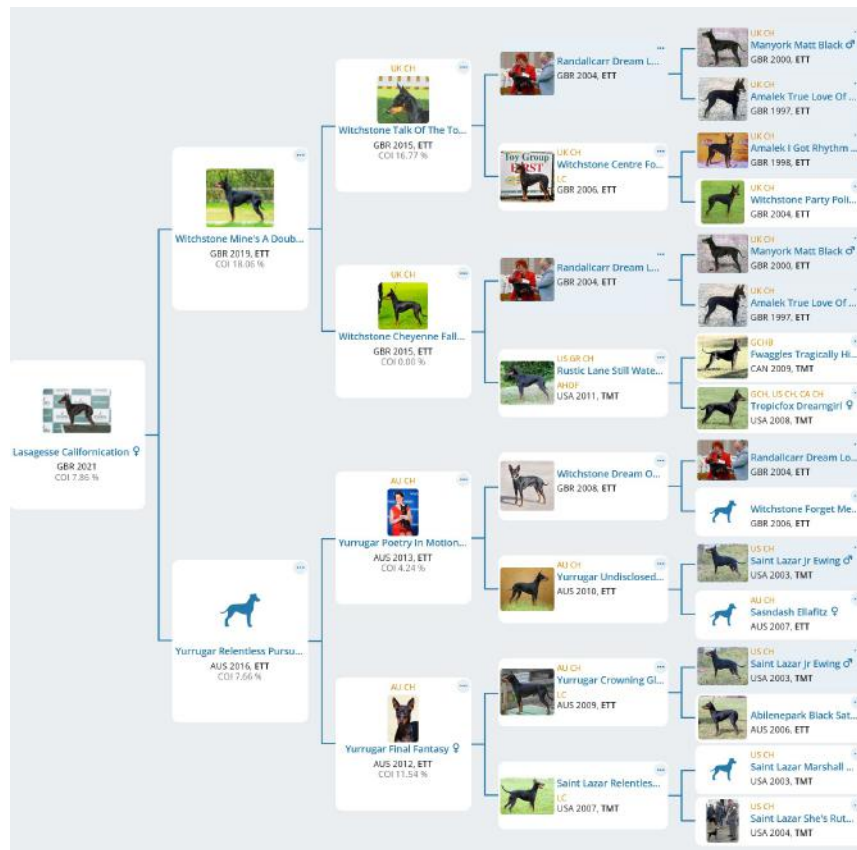 Lasagesse Californication ♀
GBR 2021
COI 7.86 %
Witchstone Mine's A Doub...
GBR 2019, ETT
COI 18.06 %
Yurrugar Relentless Pursu...
AUS 2016, ETT
COI 7.66 %
UK CH
Witchstone Talk Of The To...
GBR 2015, ETT
COI 16.77 %
UK CH
Witchstone Cheyenne Fall...
GBR 2015, ETT
COI 0.00 %
AU CH
Yurrugar Poetry In Motion...
AUS 2013, ETT
COI 4.24 %
AU CH
Yurrugar Final Fantasy ♀
AUS 2012, ETT
COI 11.54 %
Randallcarr Dream L...
GBR 2004, ETT
Toy Group
FIRST
UK CH
Witchstone Centre Fo...
LC
GBR 2006, ETT
Randallcarr Dream L...
GBR 2004, ETT
US GR CH
Rustic Lane Still Wate...
AHDF
USA 2011, TMT
Witchstone Dream O...
GBR 2008, ETT
AU CH
Yurrugar Undisclosed...
AUS 2010, ETT
AU CH
Yurrugar Crowning Gl...
LC
AUS 2009, ETT
Saint Lazar Relentles...
LC
USA 2007, TMT
UK CH
Manyork Matt Black ♂
GBR 2000, ETT
UK CH
Amalek True Love Of ...
GBR 1997, ETT
UK CH
Amalek I Got Rhythm ...
GBR 1998, ETT
UK CH
Witchstone Party Poli...
GBR 2004, ETT
UK CH
Manyork Matt Black ♂
GBR 2000, ETT
UK CH
Amalek True Love Of ...
GBR 1997, ETT
GCHB
Fwaggles Tragically Hi...
CAN 2009, TMT
GCH, US CH, CA CH
Tropicfox Dreamgirl ♀
USA 2008, TMT
Randallcarr Dream Lo...
GBR 2004, ETT
Witchstone Forget Me...
GBR 2006, ETT
US CH
Saint Lazar Jr Ewing ♂
USA 2003, TMT
AU CH
Sasndash Ellafitz ♀
AUS 2007, ETT
US CH
Saint Lazar Jr Ewing ♂
USA 2003, TMT
Abilenepark Black Sat...
AUS 2006, ETT
US CH
Saint Lazar Marshall ...
USA 2003, TMT
US CH
Saint Lazar She's Rut...
USA 2004, TMT